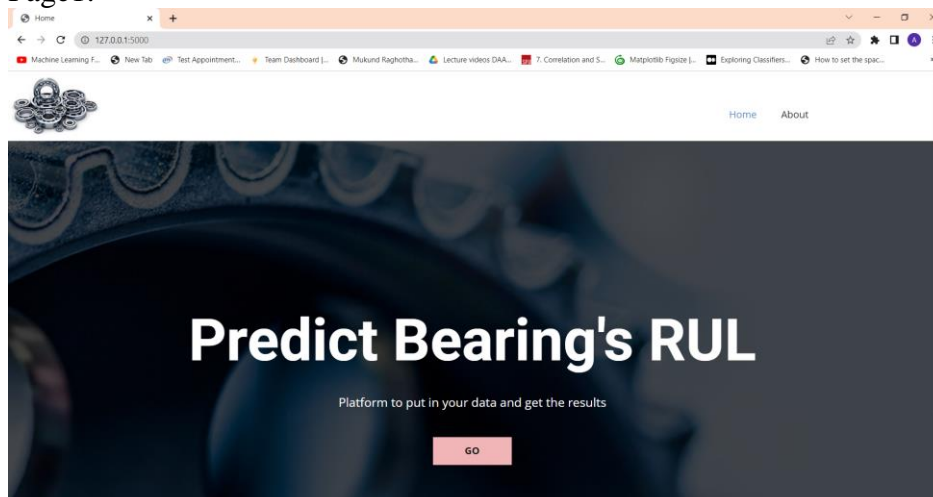 Page1:
Home
127.0.0.1:5000
Machine Learning F... New Tab Test Appointment... Team Dashboard |... Mukund Raghotha... Lecture videos DAA... 7. Correlation and S... Matplotlib Figsize |... Exploring Classifiers... How to set the spac...
Home About
Predict Bearing's RUL
Platform to put in your data and get the results
GO